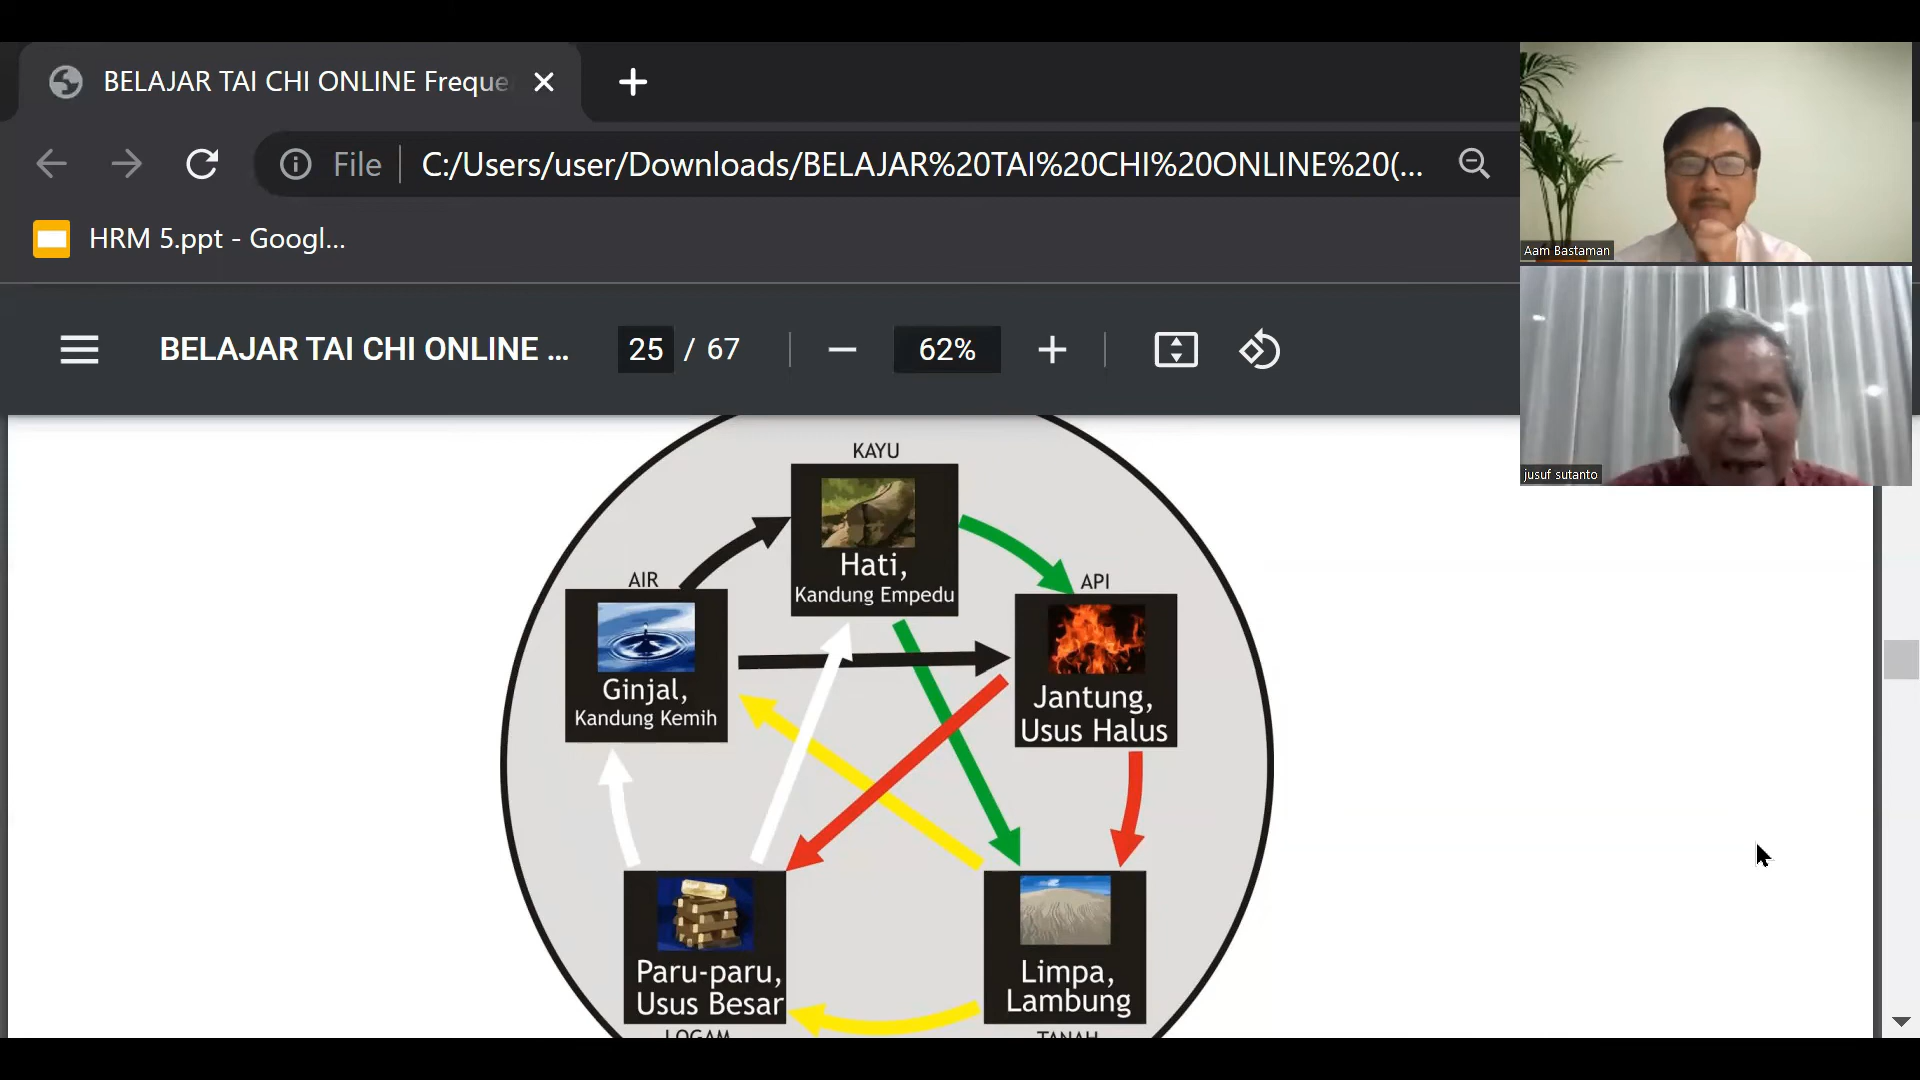 BELAJAR TAI CHI ONLINE Freque
File
C:/Users/user/Downloads/BELAJAR%20TAI%20CHI%20ONLINE%20(...
HRM 5.ppt - Googl...
BELAJAR TAI CHI ONLINE ...
25 / 67
62%
Aam Bastaman
jusuf sutanto
KAYU
Hati,
Kandung Empedu
AIR
Ginjal,
Kandung Kemih
API
Jantung,
Usus Halus
Paru-paru,
Usus Besar
LOGAM
Limpa,
Lambung
TANAH